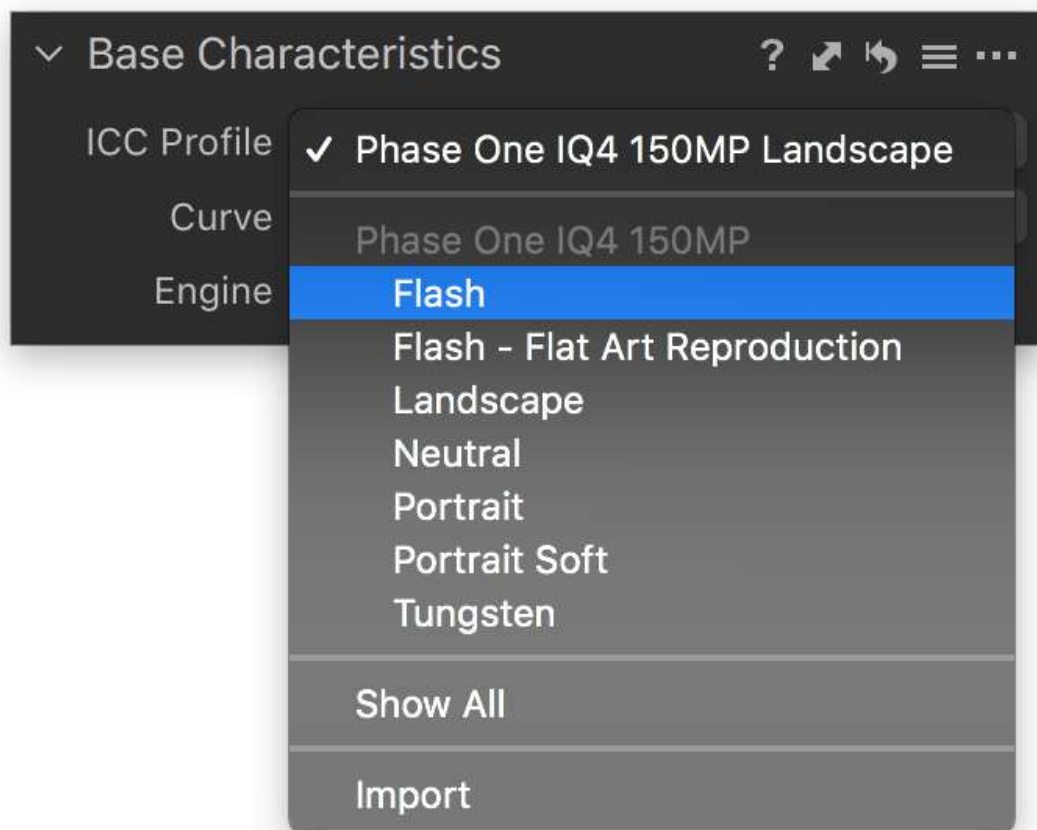 Base Characteristics ?
ICC Profile ✓ Phase One IQ4 150MP Landscape
Curve
Phase One IQ4 150MP
Engine
Flash
Flash - Flat Art Reproduction
Landscape
Neutral
Portrait
Portrait Soft
Tungsten
Show All
Import